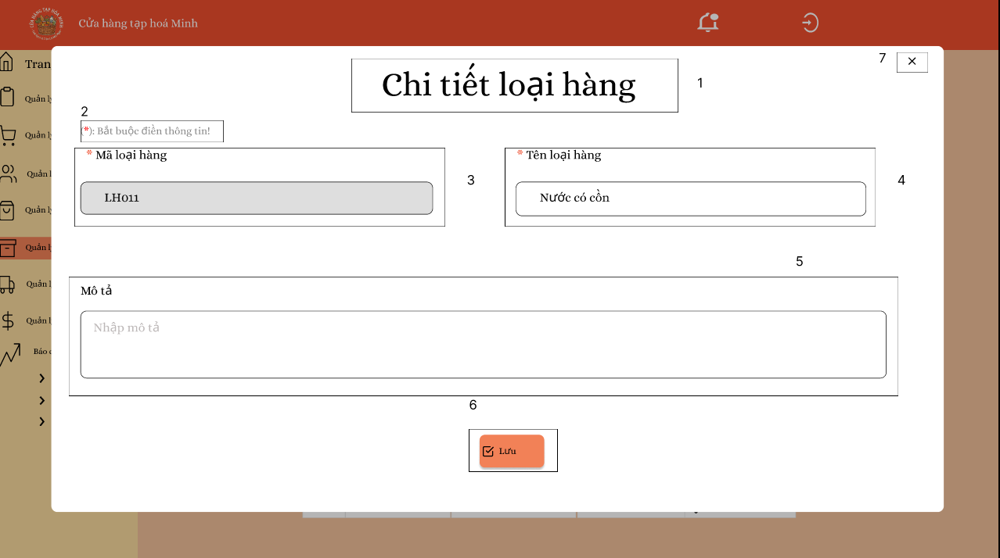 Cửa hàng tạp hoá Minh
7
Chi tiết loại hàng
1
2
(*): Bắt buộc điền thông tin!
* Mã loại hàng
* Tên loại hàng
3
4
LH011
Nước có cồn
5
Mô tả
Nhập mô tả
6
Lưu
Tran
Quản lý
Quản lý
Quản l
Quản lý
Quản lý
Quản l
Quản lý
Báo c